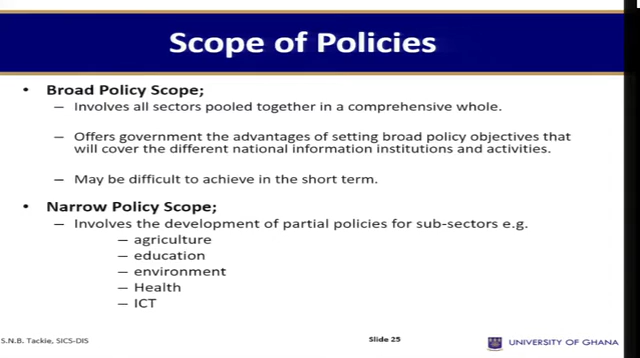 Scope of Policies
• Broad Policy Scope;
– Involves all sectors pooled together in a comprehensive whole.
– Offers government the advantages of setting broad policy objectives that
will cover the different national information institutions and activities.
– May be difficult to achieve in the short term.
• Narrow Policy Scope;
– Involves the development of partial policies for sub-sectors e.g.
– agriculture
– education
– environment
– Health
– ICT
S.N.B. Tackie, SICS-DIS
Slide 25
UNIVERSITY OF GHANA